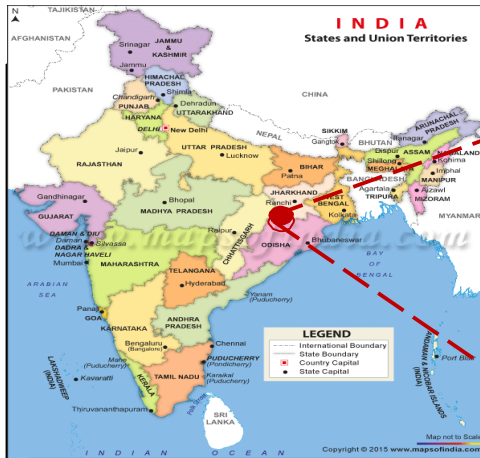 INDIA
States and Union Territories
N
TAJIKISTAN
AFGHANISTAN
JAMMU
&
KASHMIR
Srinagar
Jammu
PAKISTAN
HIMACHAL
PRADESH
Shimla
Chandigarh
PUNJAB
Dehradun
UTTARAKHAND
HARYANA
DELHI
New Delhi
CHINA
NEPAL
SIKKIM
Gangtok
BHUTAN
ARUNACHAL
PRADESH
Itanagar
Dispur
ASSAM
NAGALAND
Kohima
Shillong
MEGHALAYA
Imphal
MANIPUR
BANGLADESH
Agartala
TRIPURA
Aizawl
MIZORAM
MYANMAR
Jaipur
RAJASTHAN
UTTAR PRADESH
Lucknow
BIHAR
Patna
JHARKHAND
Ranchi
WEST
BENGAL
Kolkata
Gandhinagar
GUJARAT
Bhopal
MADHYA PRADESH
Raipur
CHHATTISGARH
ODISHA
Bhubaneswar
DAMAN & DIU
Daman
DADRA &
NAGAR HAVELI
Silvassa
Mumbai
MAHARASHTRA
TELANGANA
Hyderabad
ARABIAN
SEA
BAY
OF
BENGAL
Yanam
(Puducherry)
Panaji
GOA
KARNATAKA
ANDHRA
PRADESH
Bengaluru
(Bangalore)
Chennai
Mahe
(Puducherry)
PUDUCHERRY
(Pondicherry)
Karaikal
(Puducherry)
TAMIL NADU
KERALA
Thiruvananthapuram
LAKSHADWEEP
(INDIA)
Kavaratti
Palk Strait
SRI
LANKA
ANDAMAN & NICOBAR ISLANDS
(INDIA)
Port Blair
LEGEND
International Boundary
State Boundary
Country Capital
State Capital
INDIAN OCEAN
Map not to Scale
Copyright © 2015 www.mapsofindia.com